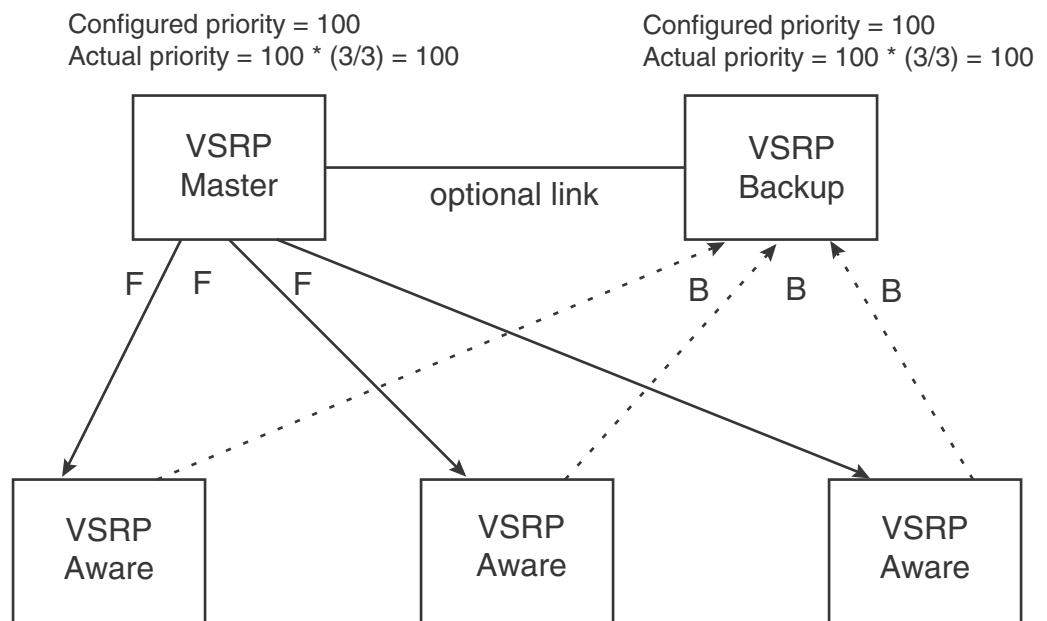 Configured priority = 100
Actual priority = 100 * (3/3) = 100
Configured priority = 100
Actual priority = 100 * (3/3) = 100
VSRP
Master
optional link
VSRP
Backup
F
F
F
B
B
B
VSRP
Aware
VSRP
Aware
VSRP
Aware